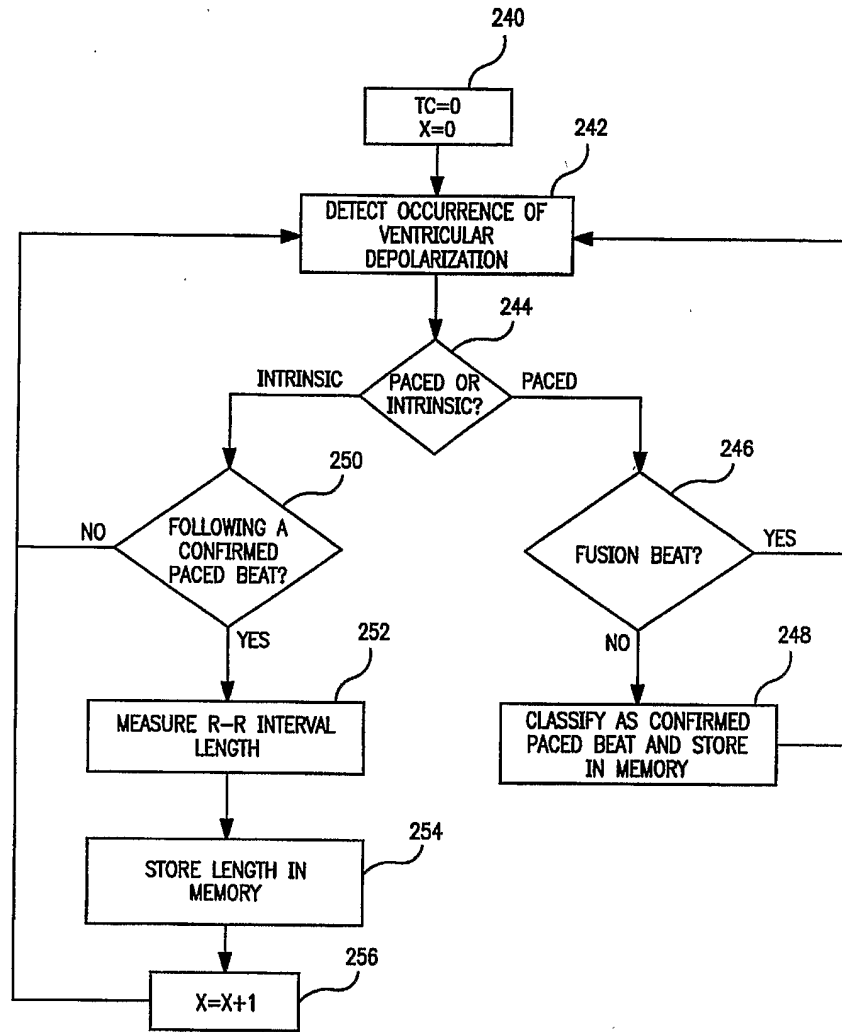 240
TC=0
X=0
242
DETECT OCCURRENCE OF
VENTRICULAR
DEPOLARIZATION
244
INTRINSIC
PACED OR
INTRINSIC?
PACED
250
246
NO
FOLLOWING A
CONFIRMED
PACED BEAT?
FUSION BEAT?
YES
YES
NO
252
248
MEASURE R-R INTERVAL
LENGTH
CLASSIFY AS CONFIRMED
PACED BEAT AND STORE
IN MEMORY
254
STORE LENGTH IN
MEMORY
256
X=X+1